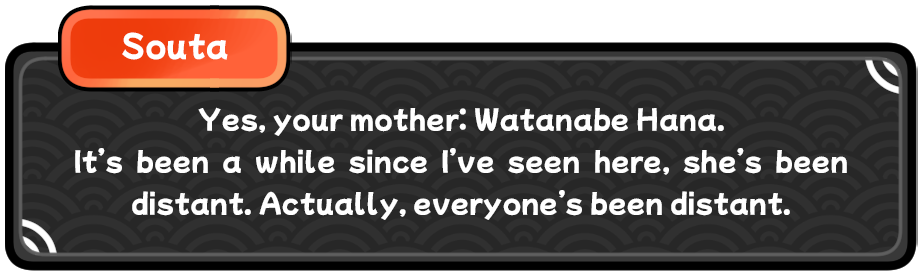 Souta
Yes, your mother: Watanabe Hana.
It's been a while since I've seen here, she's been
distant. Actually, everyone's been distant.